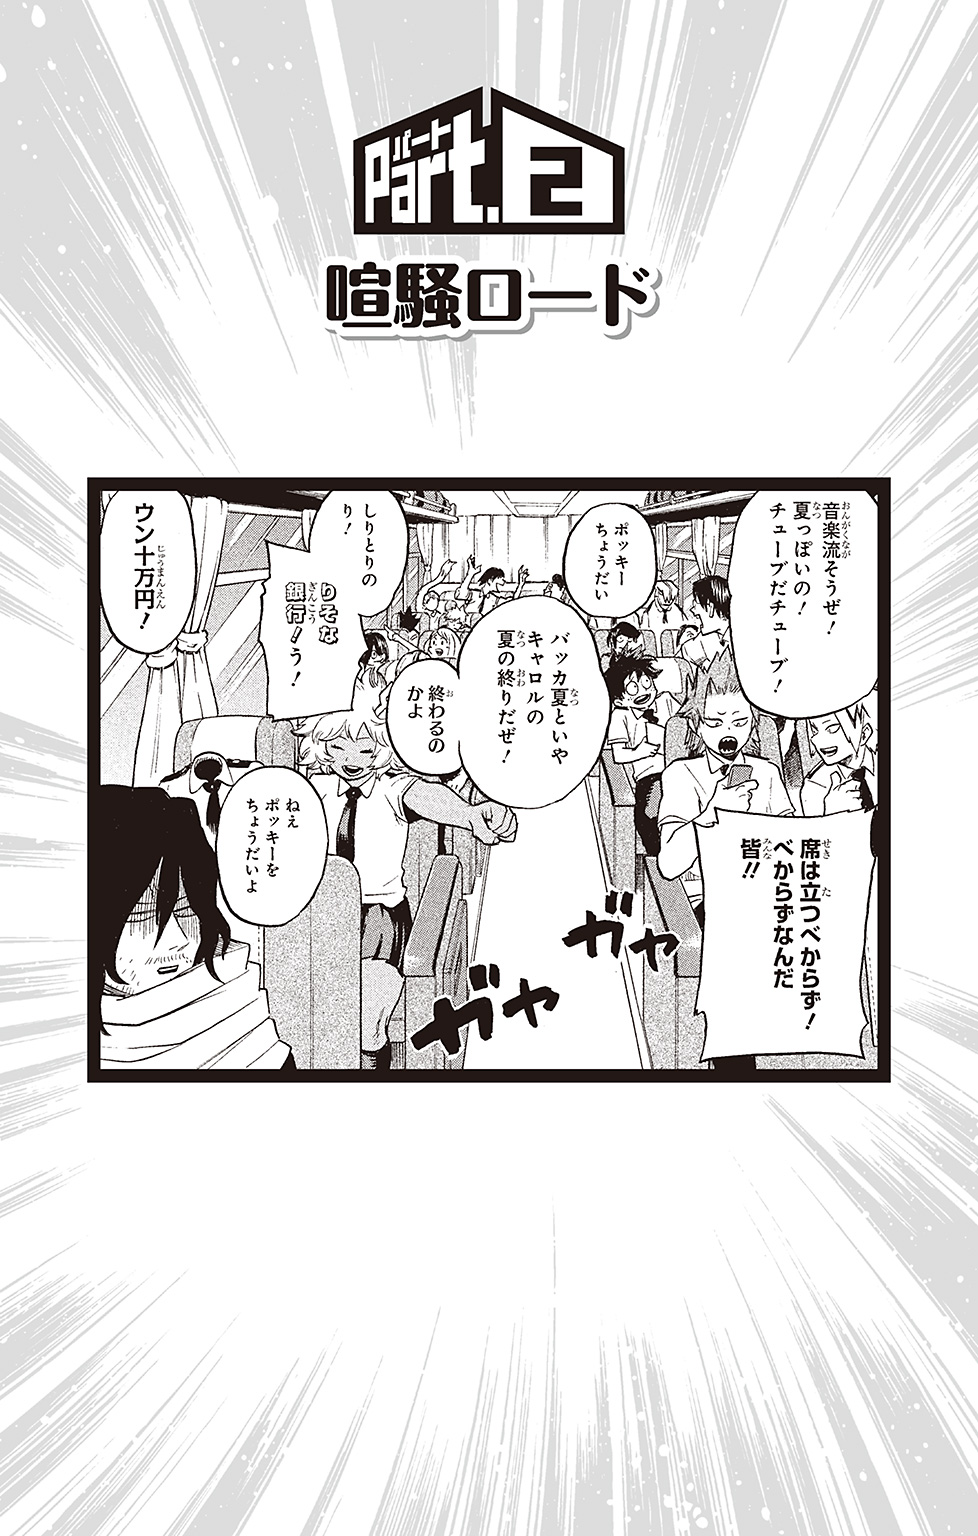 パート
Part.2
喧騒ロード
音楽流そうぜ！
夏っぽいの！
チューブだチューブ！
ポッキー
ちょうだい
バッカ夏といや
キャロルの
夏の終りだぜ！
終わるの
かよ
しりとりの
り！
りそな
銀行！う！
ウン十万円！
ねえ
ポッキーを
ちょうだいよ
席は立つべからず！
べからずなんだ
皆!!
ガヤ
ガヤ